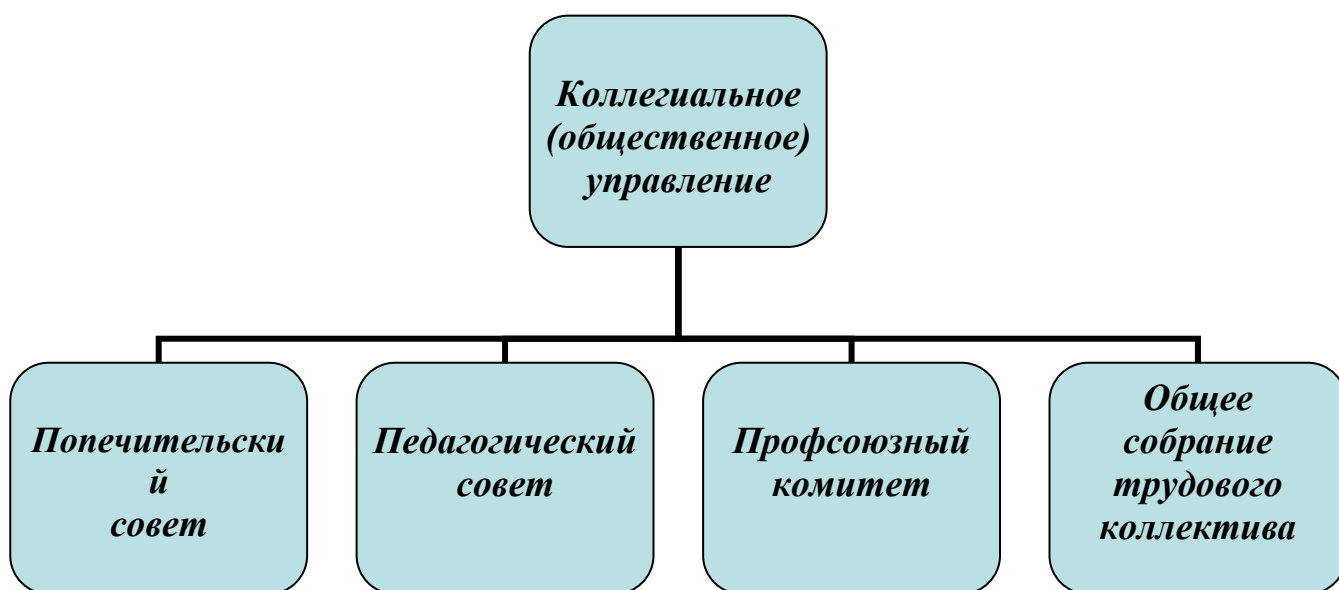 Коллегиальное
(общественное)
управление
Попечительски
й
совет
Педагогический
совет
Профсоюзный
комитет
Общее
собрание
трудового
коллектива